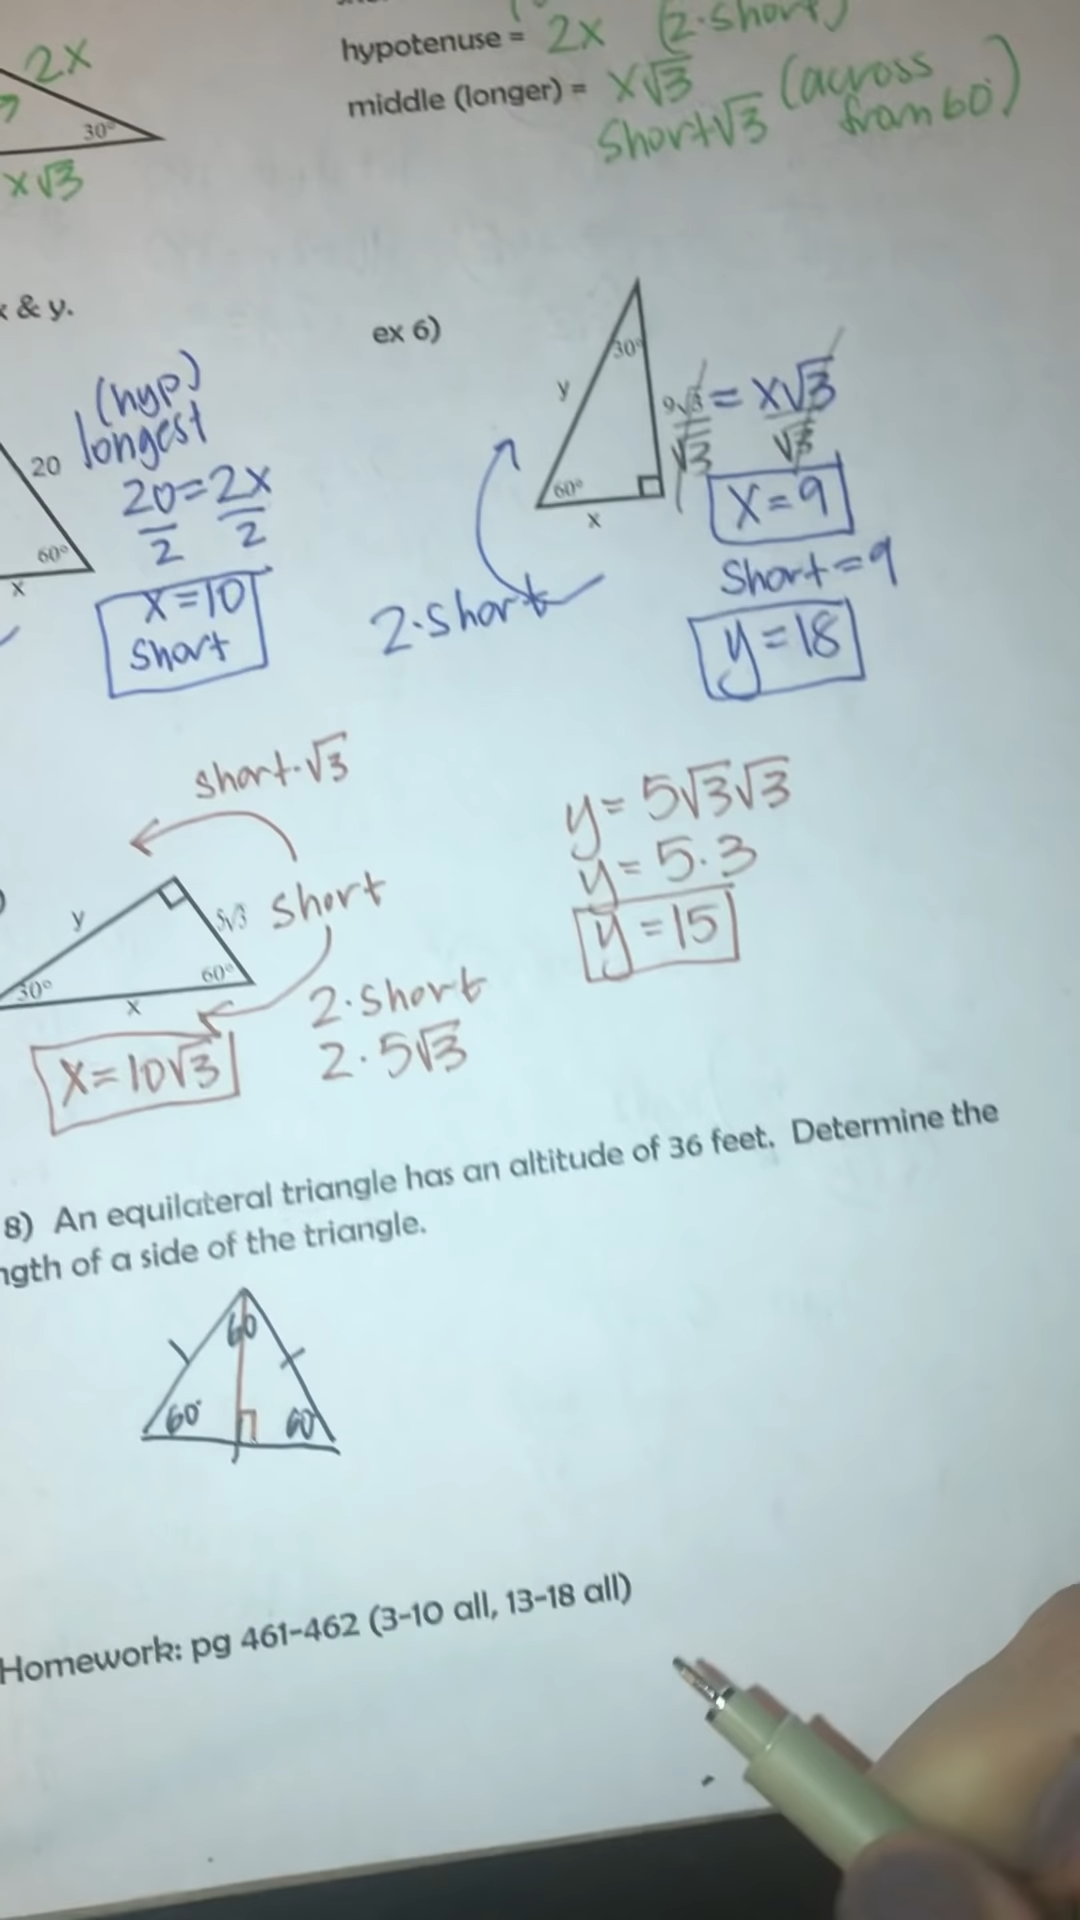 hypotenuse = 2x (2·short)
2x
middle (longer) = x√3 (across
short√3 from 60°)
30°
x√3
& y.
ex 6)
(hyp)
longest
20
20=2x
2 2
60°
x
x=10
short
30°
y
9√3 = x√3
√3 √3
60°
x
x=9
short=9
2·short
y=18
short·√3
y= 5√3√3
y= 5·3
y=15
y
5√3 short
30°
60°
x
2·short
2·5√3
x=10√3
8) An equilateral triangle has an altitude of 36 feet. Determine the
ngth of a side of the triangle.
60
60° 60
Homework: pg 461-462 (3-10 all, 13-18 all)